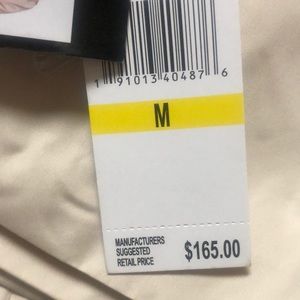 1 91013 40487 6
M
MANUFACTURERS
SUGGESTED
RETAIL PRICE
$165.00